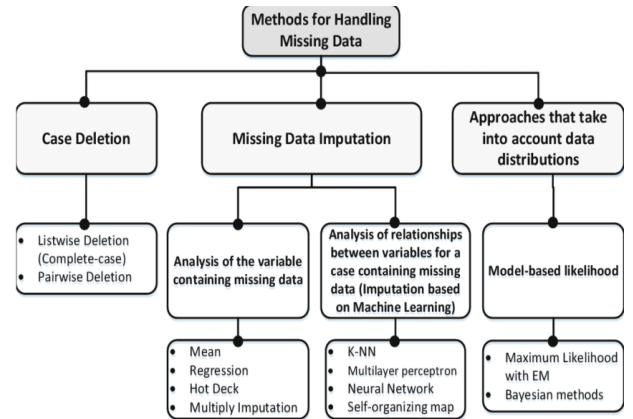 Methods for Handling
Missing Data
Case Deletion
Missing Data Imputation
Approaches that take
into account data
distributions
• Listwise Deletion
(Complete-case)
• Pairwise Deletion
Analysis of the variable
containing missing data
Analysis of relationships
between variables for a
case containing missing
data (Imputation based
on Machine Learning)
Model-based likelihood
• Mean
• Regression
• Hot Deck
• Multiply Imputation
• K-NN
• Multilayer perceptron
• Neural Network
• Self-organizing map
• Maximum Likelihood
with EM
• Bayesian methods